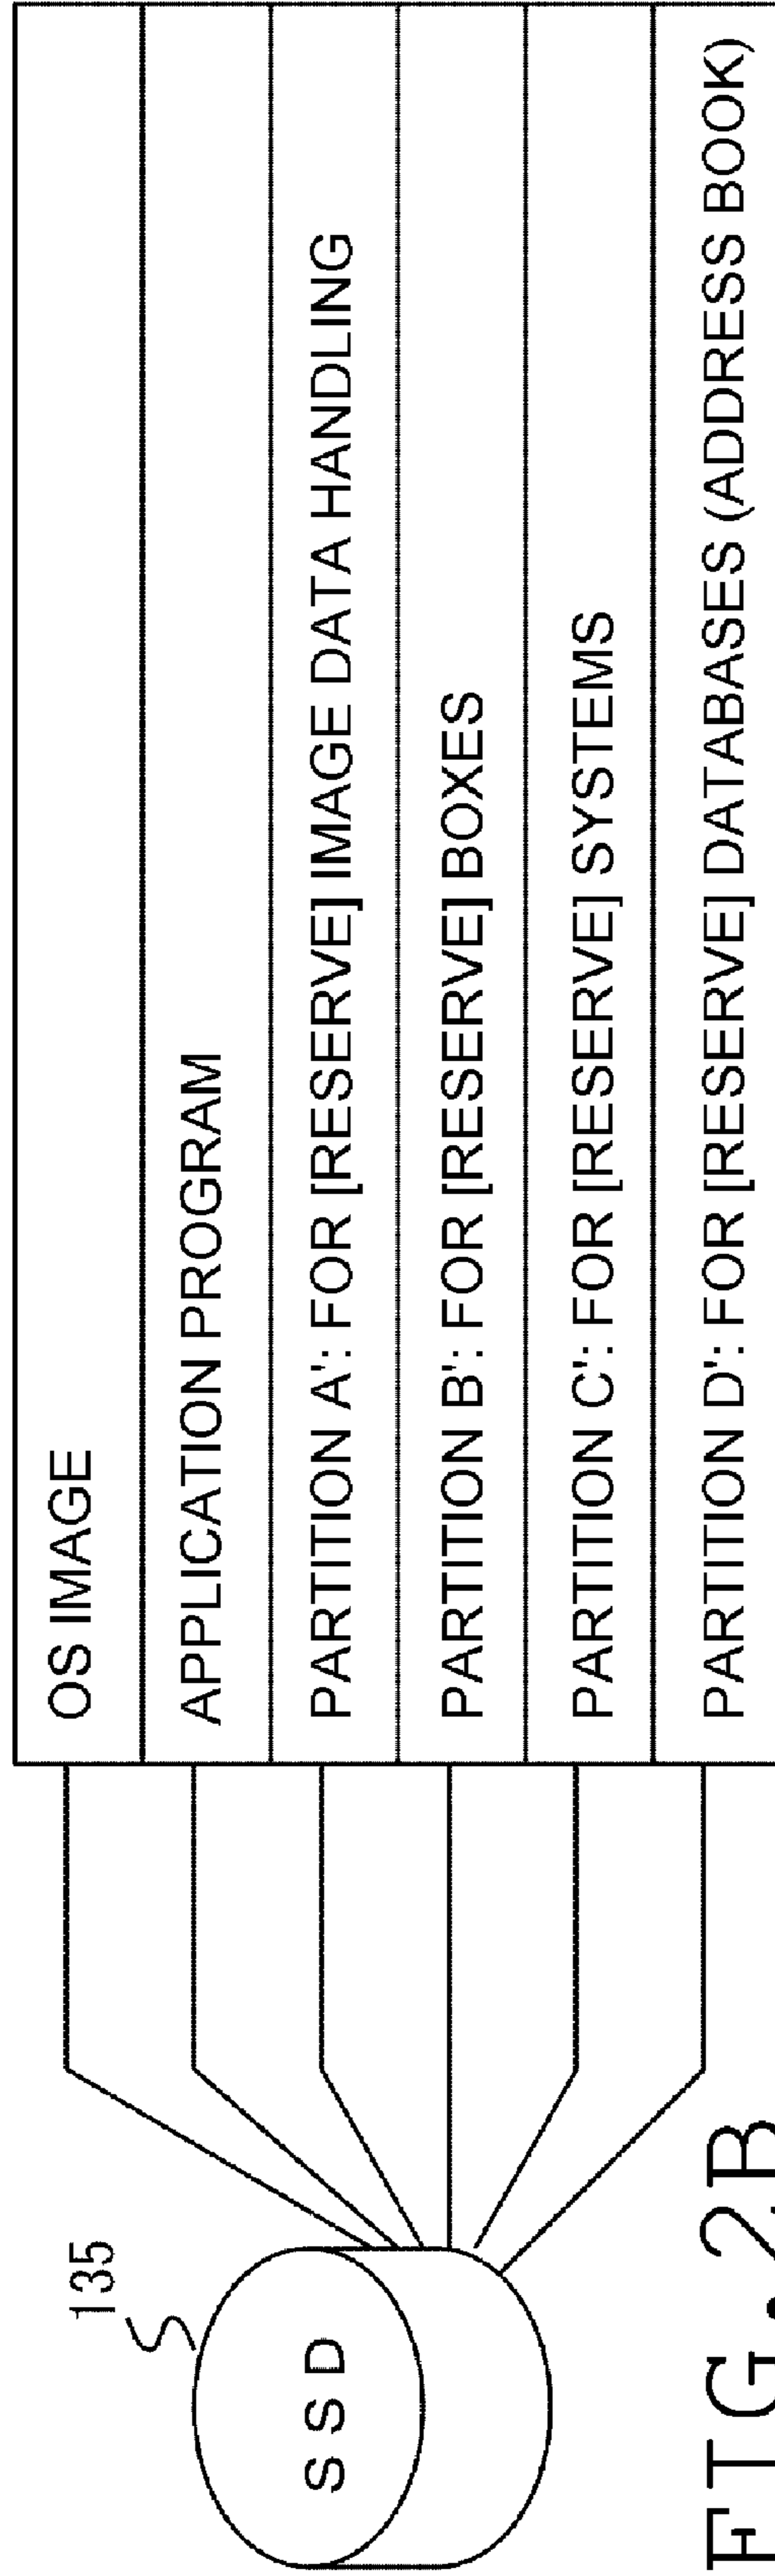 135
SSD
OS IMAGE
APPLICATION PROGRAM
PARTITION A': FOR [RESERVE] IMAGE DATA HANDLING
PARTITION B': FOR [RESERVE] BOXES
PARTITION C': FOR [RESERVE] SYSTEMS
PARTITION D': FOR [RESERVE] DATABASES (ADDRESS BOOK)
FIG.2B